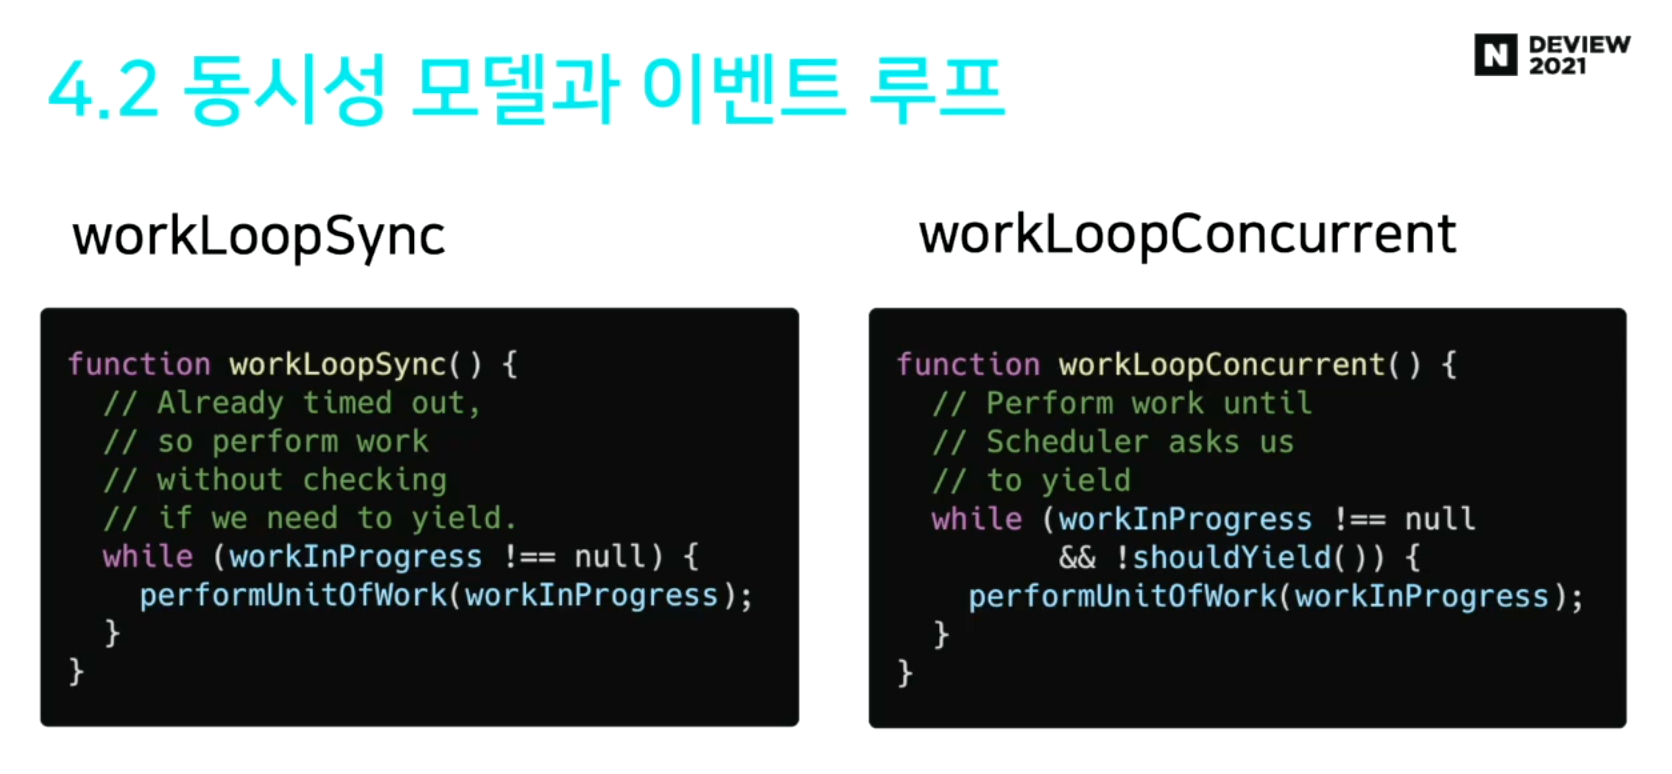 4.2 동시성 모델과 이벤트 루프
N DEVIEW
2021
workLoopSync
workLoopConcurrent
function workLoopSync() {
  // Already timed out,
  // so perform work
  // without checking
  // if we need to yield.
  while (workInProgress !== null) {
    performUnitOfWork(workInProgress);
  }
}
function workLoopConcurrent() {
  // Perform work until
  // Scheduler asks us
  // to yield
  while (workInProgress !== null
         && !shouldYield()) {
    performUnitOfWork(workInProgress);
  }
}